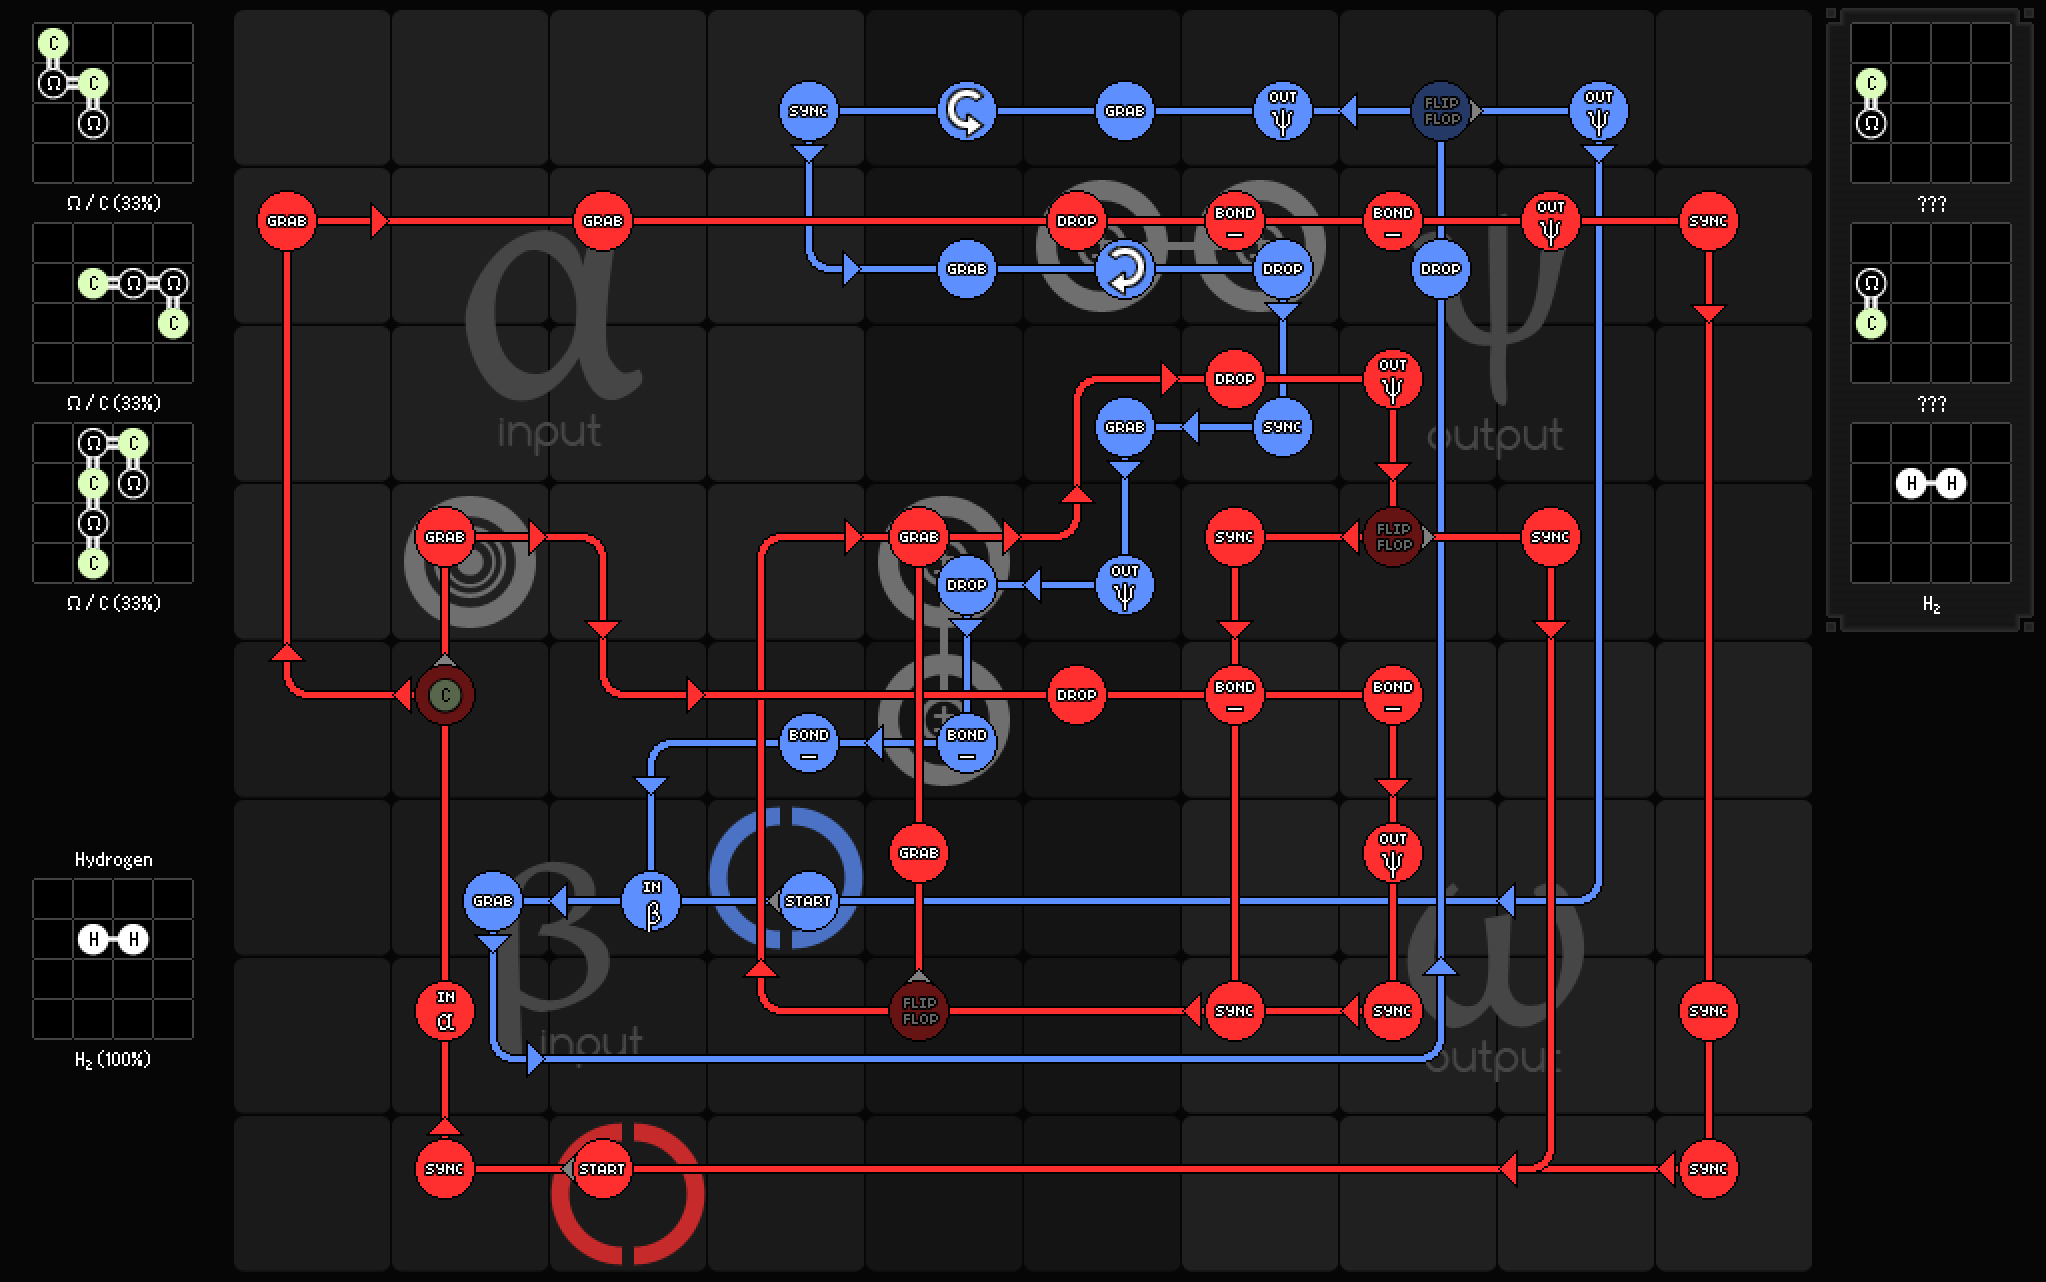 C
Ω C
Ω
Ω / C (33%)
C Ω Ω
C
Ω / C (33%)
Ω C
C Ω
Ω
C
Ω / C (33%)
Hydrogen
H H
H₂ (100%)
SYNC GRAB OUT Ψ FLIP FLOP OUT Ψ
GRAB GRAB DROP BOND – BOND – OUT Ψ SYNC
GRAB DROP DROP
α
input
Ψ
output
DROP OUT Ψ
GRAB SYNC
GRAB GRAB SYNC FLIP FLOP SYNC
DROP OUT Ψ
C DROP BOND – BOND –
BOND – BOND –
GRAB OUT Ψ
GRAB IN β START
β
input
ω
output
IN α FLIP FLOP SYNC SYNC SYNC
SYNC START SYNC
C
Ω
???
Ω
C
???
H H
H₂